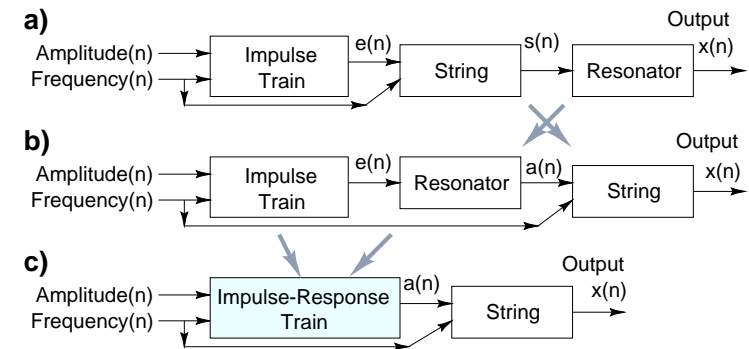 a)
Output
Amplitude(n)
Impulse
Train
e(n)
String
s(n)
Resonator
x(n)
Frequency(n)
b)
Output
Amplitude(n)
Impulse
Train
e(n)
Resonator
a(n)
String
x(n)
Frequency(n)
c)
Output
Amplitude(n)
Impulse-Response
Train
a(n)
String
x(n)
Frequency(n)